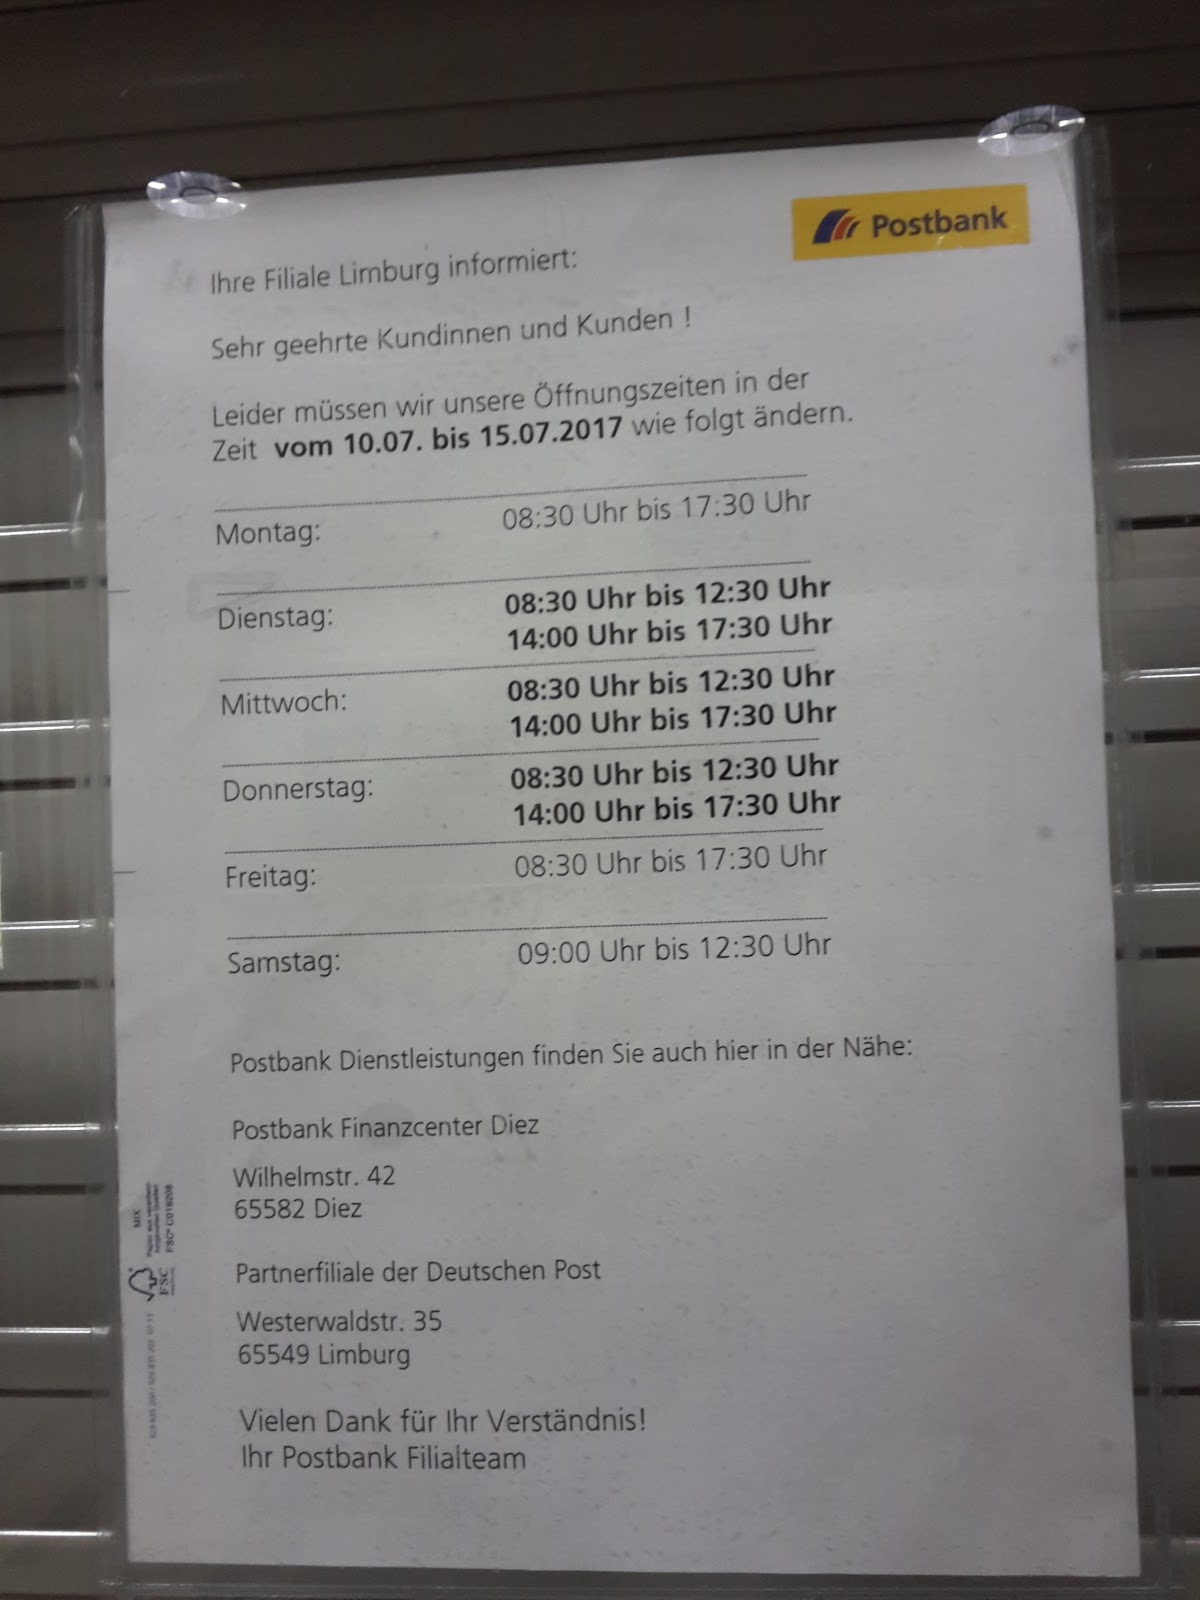 Postbank
Ihre Filiale Limburg informiert:
Sehr geehrte Kundinnen und Kunden !
Leider müssen wir unsere Öffnungszeiten in der
Zeit vom 10.07. bis 15.07.2017 wie folgt ändern.
Montag: 08:30 Uhr bis 17:30 Uhr
Dienstag: 08:30 Uhr bis 12:30 Uhr
14:00 Uhr bis 17:30 Uhr
Mittwoch: 08:30 Uhr bis 12:30 Uhr
14:00 Uhr bis 17:30 Uhr
Donnerstag: 08:30 Uhr bis 12:30 Uhr
14:00 Uhr bis 17:30 Uhr
Freitag: 08:30 Uhr bis 17:30 Uhr
Samstag: 09:00 Uhr bis 12:30 Uhr
Postbank Dienstleistungen finden Sie auch hier in der Nähe:
Postbank Finanzcenter Diez
Wilhelmstr. 42
65582 Diez
Partnerfiliale der Deutschen Post
Westerwaldstr. 35
65549 Limburg
Vielen Dank für Ihr Verständnis!
Ihr Postbank Filialteam
FSC
MIX